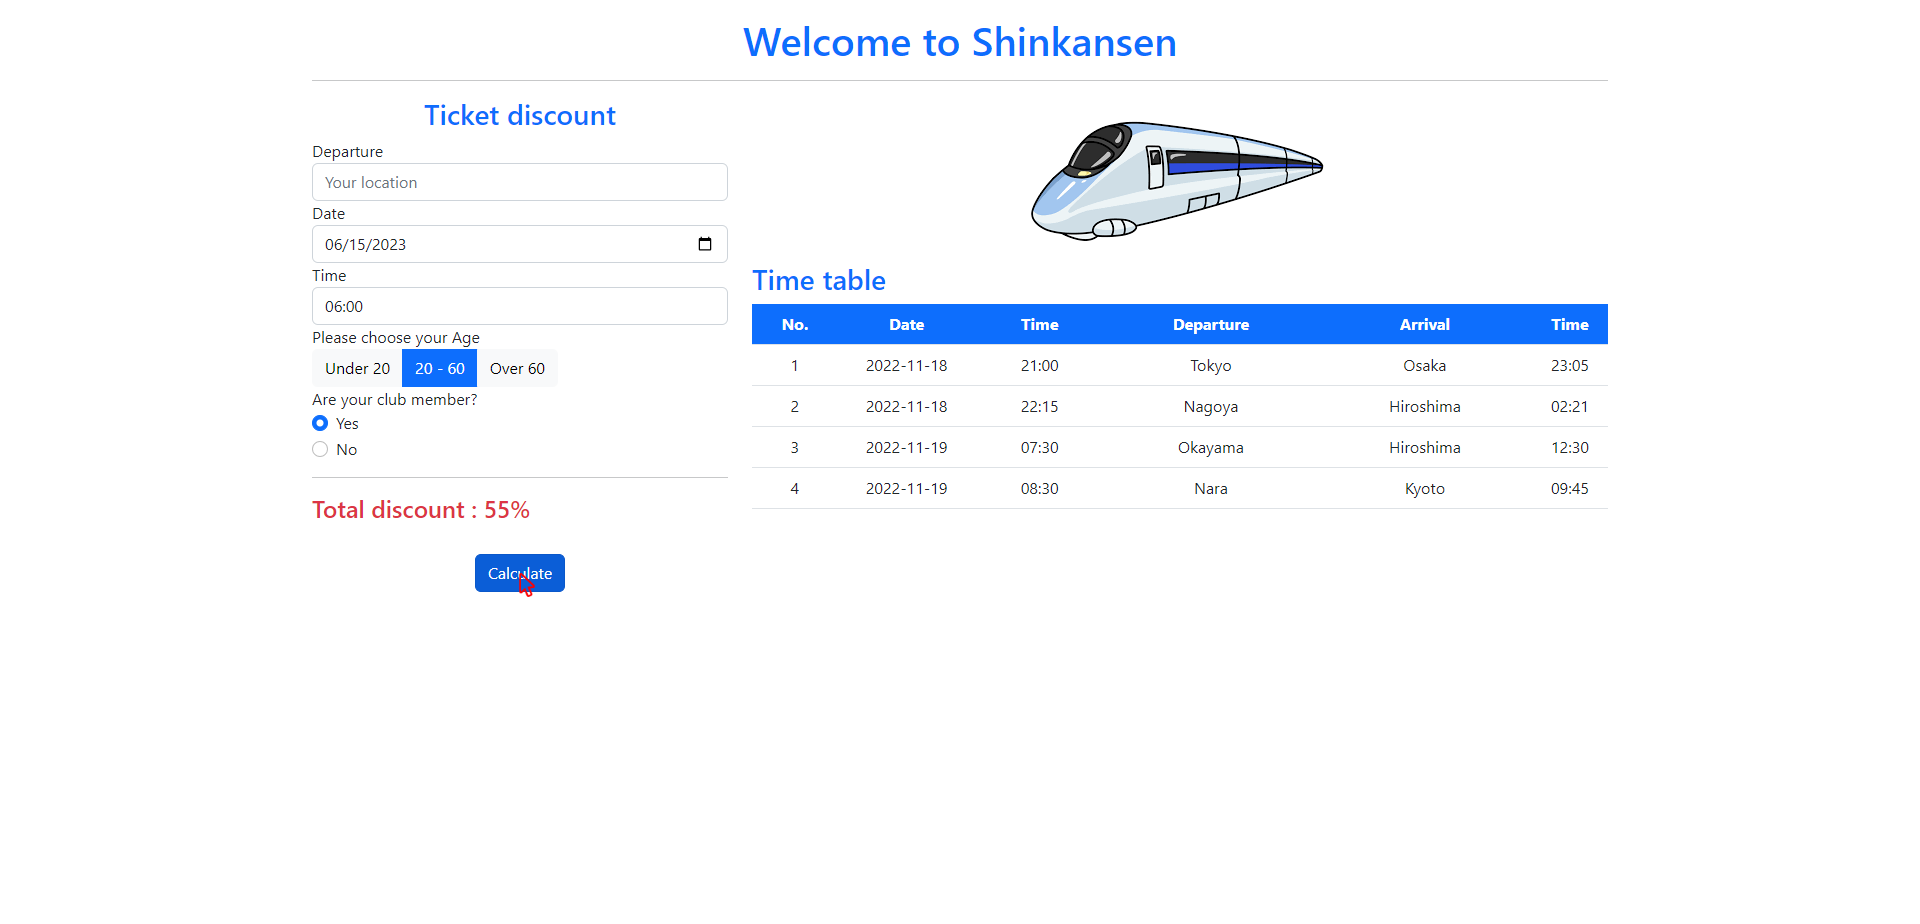 Welcome to Shinkansen
Ticket discount
Departure
Your location
Date
06/15/2023
Time
06:00
Please choose your Age
Under 20 20 - 60 Over 60
Are your club member?
Yes
No
Total discount : 55%
Calculate
Time table
No. Date Time Departure Arrival Time
1 2022-11-18 21:00 Tokyo Osaka 23:05
2 2022-11-18 22:15 Nagoya Hiroshima 02:21
3 2022-11-19 07:30 Okayama Hiroshima 12:30
4 2022-11-19 08:30 Nara Kyoto 09:45